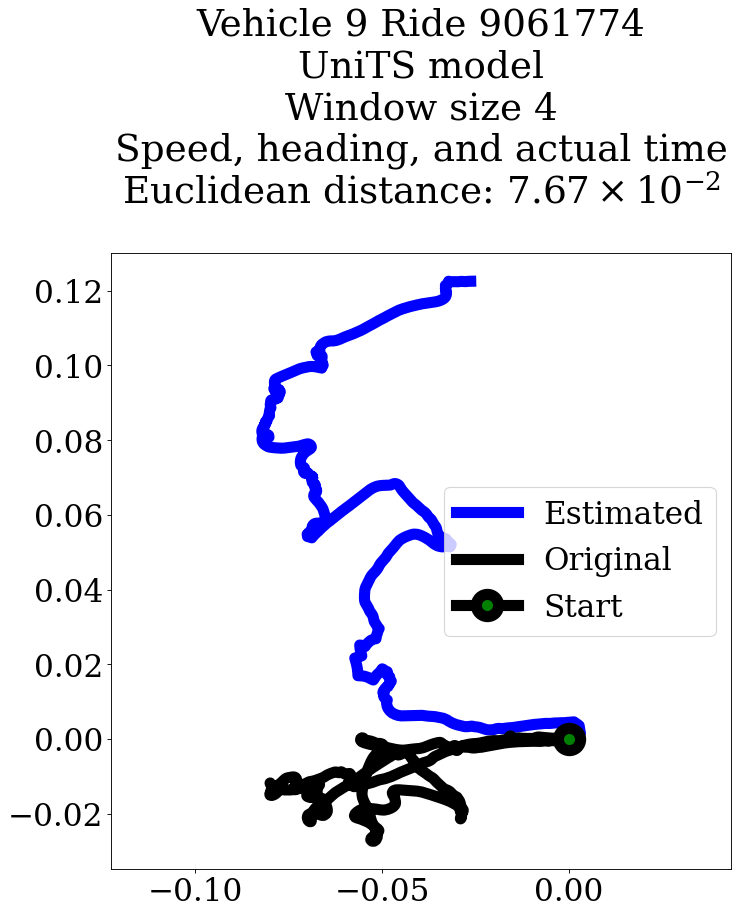 Vehicle 9 Ride 9061774
UniTS model
Window size 4
Speed, heading, and actual time
Euclidean distance: 7.67 × 10⁻²
0.12
0.10
0.08
0.06
0.04
0.02
0.00
−0.02
Estimated
Original
Start
−0.10
−0.05
0.00